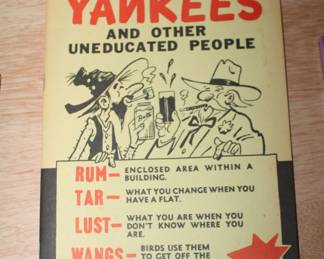 YANKEES
AND OTHER
UNEDUCATED PEOPLE
RUM— ENCLOSED AREA WITHIN A
BUILDING.
TAR— WHAT YOU CHANGE WHEN YOU
HAVE A FLAT.
LUST— WHAT YOU ARE WHEN YOU
DON'T KNOW WHERE YOU
ARE.
WANGS— BIRDS USE THEM
TO GET OFF THE